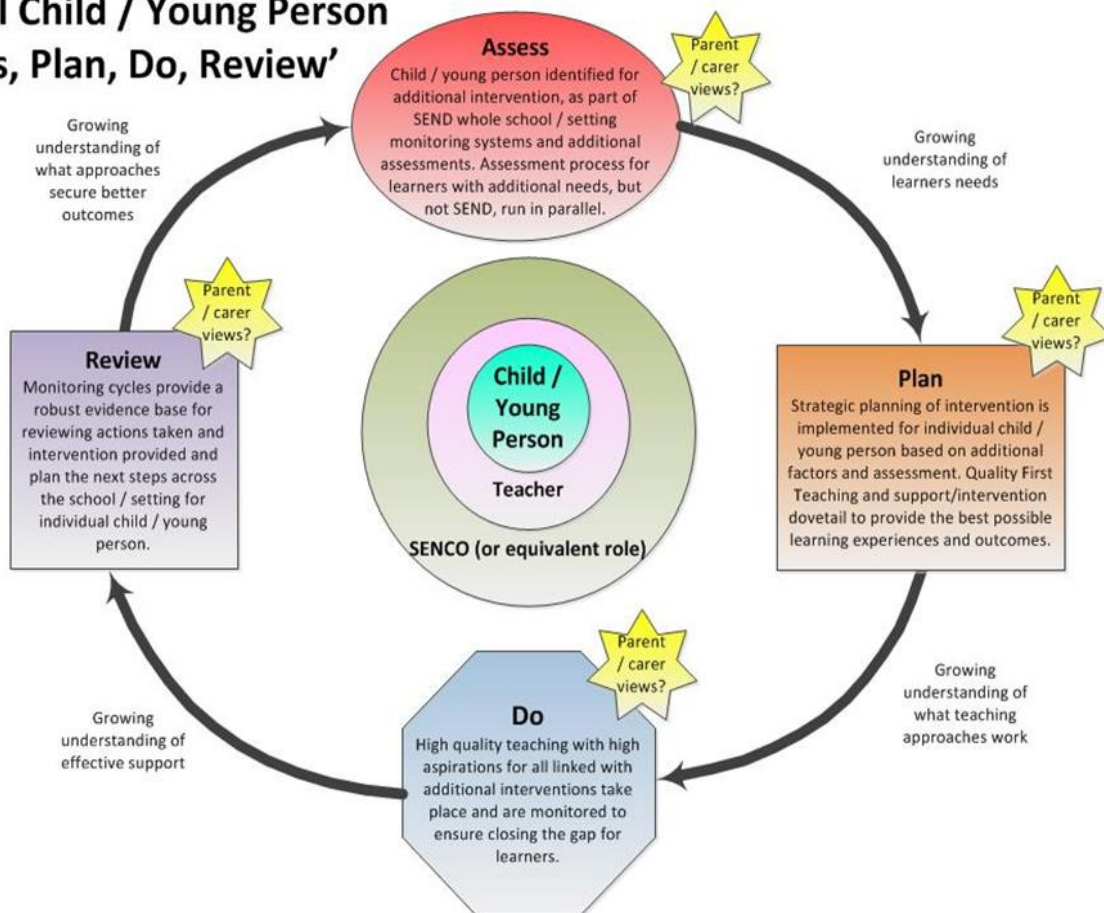 l Child / Young Person
s, Plan, Do, Review’
Assess
Child / young person identified for
additional intervention, as part of
SEND whole school / setting
monitoring systems and additional
assessments. Assessment process for
learners with additional needs, but
not SEND, run in parallel.
Parent
/ carer
views?
Growing
understanding of
what approaches
secure better
outcomes
Growing
understanding of
learners needs
Parent
/ carer
views?
Review
Monitoring cycles provide a
robust evidence base for
reviewing actions taken and
intervention provided and
plan the next steps across
the school / setting for
individual child / young
person.
Child /
Young
Person
Teacher
SENCO (or equivalent role)
Parent
/ carer
views?
Plan
Strategic planning of intervention is
implemented for individual child /
young person based on additional
factors and assessment. Quality First
Teaching and support/intervention
dovetail to provide the best possible
learning experiences and outcomes.
Parent
/ carer
views?
Do
High quality teaching with high
aspirations for all linked with
additional interventions take
place and are monitored to
ensure closing the gap for
learners.
Growing
understanding of
effective support
Growing
understanding of
what teaching
approaches work